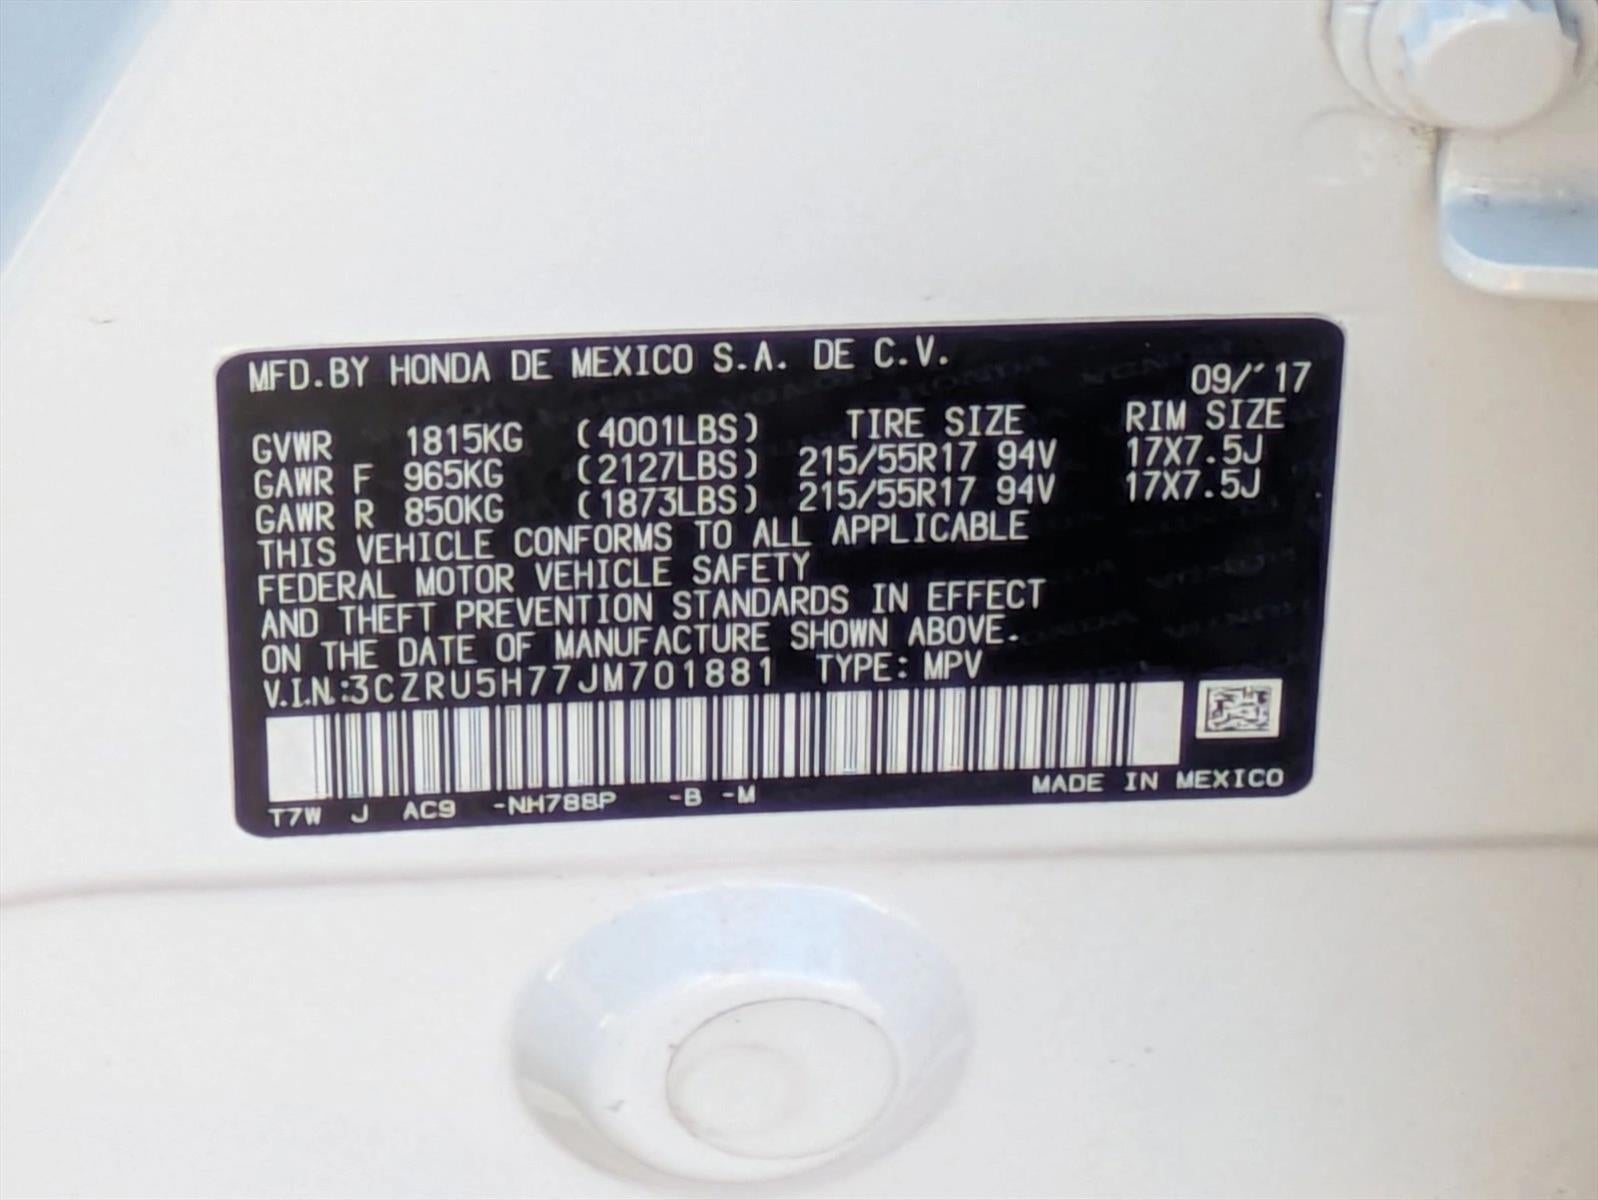 MFD.BY HONDA DE MEXICO S.A. DE C.V.
09/'17
GVWR 1815KG (4001LBS) TIRE SIZE RIM SIZE
GAWR F 965KG (2127LBS) 215/55R17 94V 17X7.5J
GAWR R 850KG (1873LBS) 215/55R17 94V 17X7.5J
THIS VEHICLE CONFORMS TO ALL APPLICABLE
FEDERAL MOTOR VEHICLE SAFETY
AND THEFT PREVENTION STANDARDS IN EFFECT
ON THE DATE OF MANUFACTURE SHOWN ABOVE.
V.I.N.:3CZRU5H77JM701881 TYPE: MPV
T7W J AC9 -NH788P -B -M MADE IN MEXICO